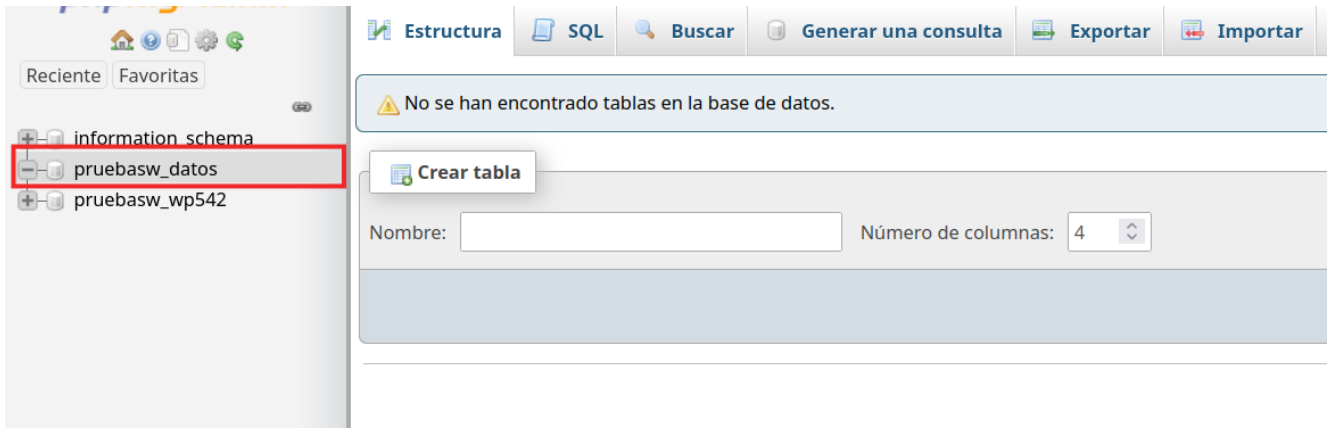 Reciente Favoritas
information_schema
pruebasw_datos
pruebasw_wp542
Estructura SQL Buscar Generar una consulta Exportar Importar
No se han encontrado tablas en la base de datos.
Crear tabla
Nombre: Número de columnas: 4